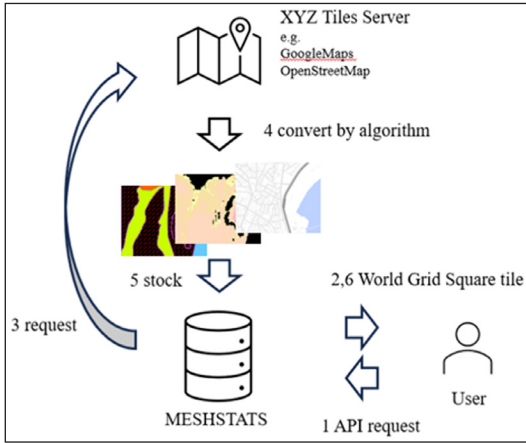 XYZ Tiles Server
e.g.
GoogleMaps
OpenStreetMap
4 convert by algorithm
5 stock
2,6 World Grid Square tile
3 request
MESHSTATS
User
1 API request